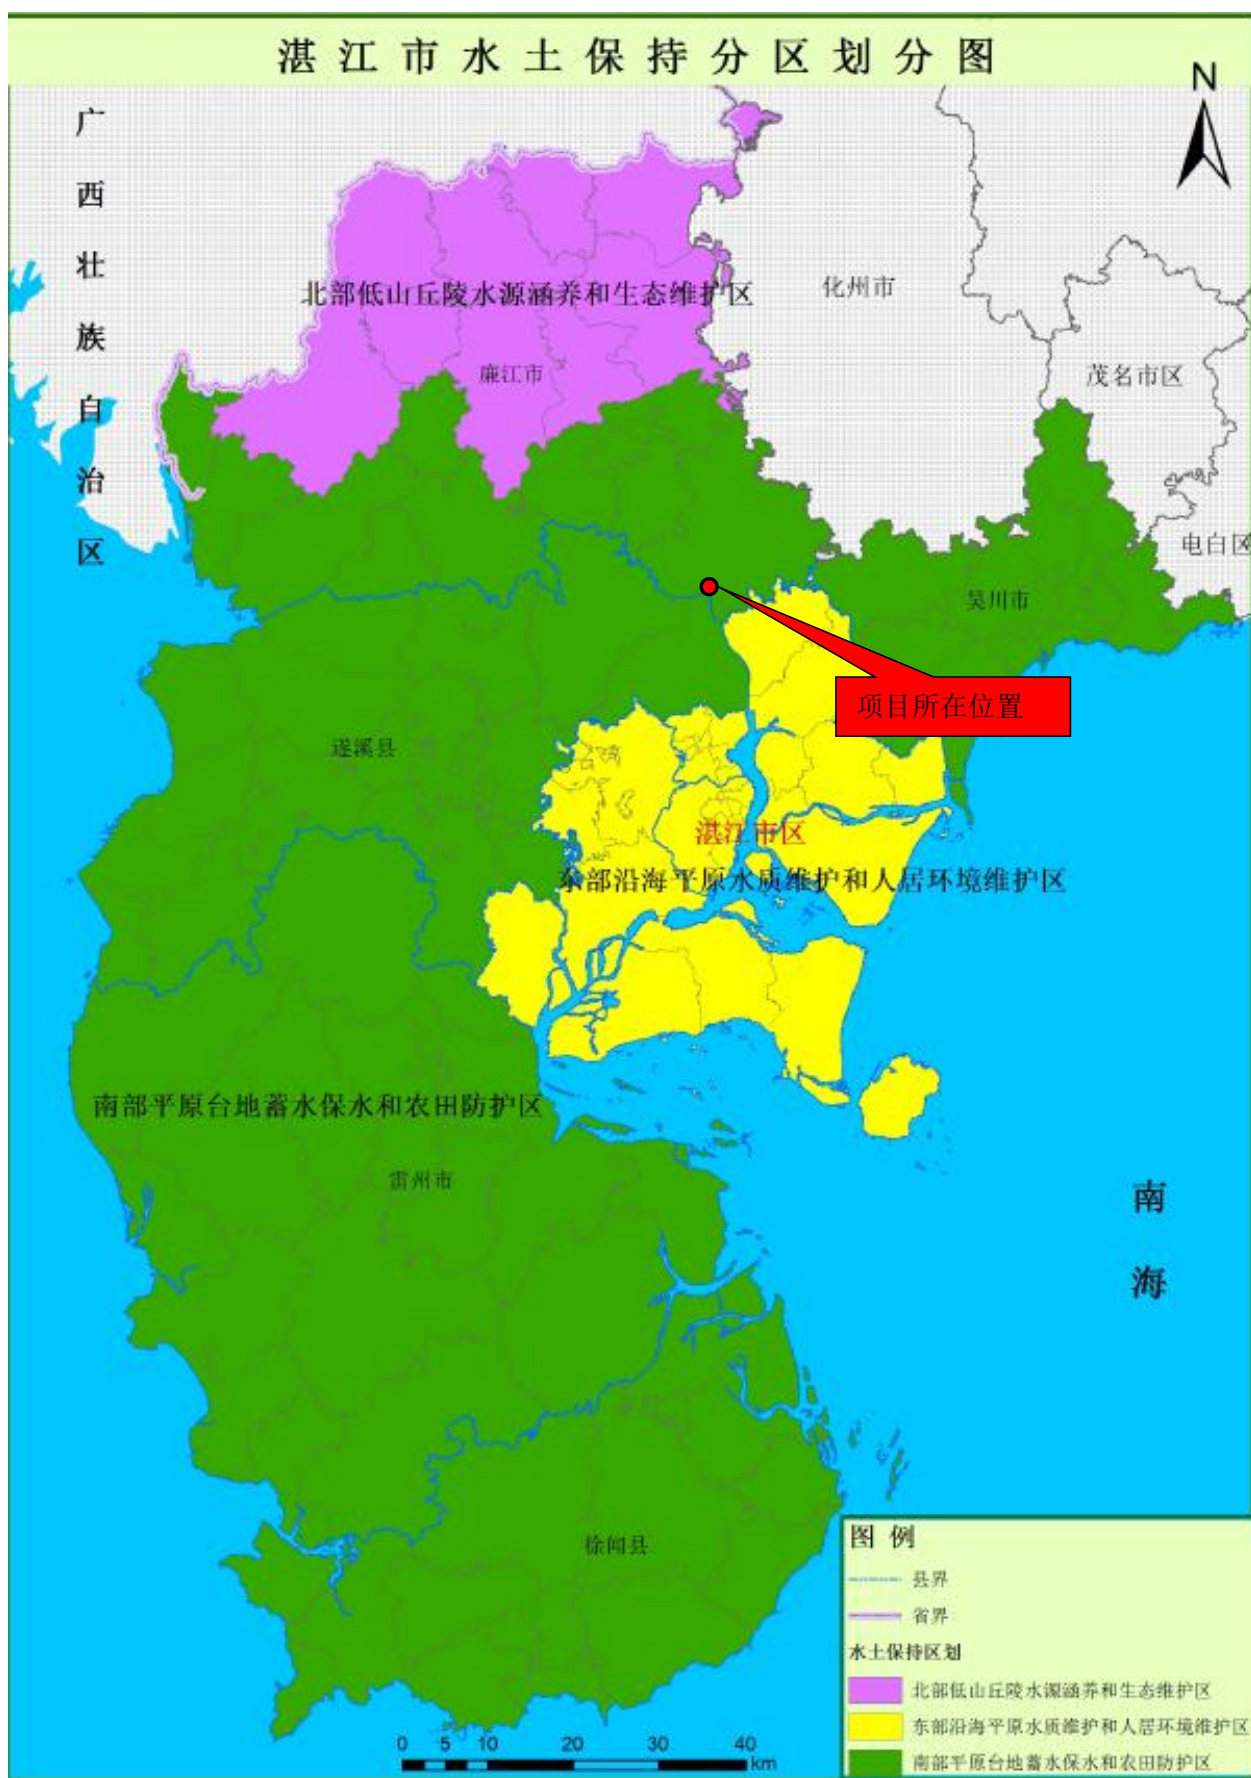 湛江市水土保持分区划分图
N
广西壮族自治区
北部低山丘陵水源涵养和生态维护区
化州市
廉江市
茂名市区
电白区
吴川市
项目所在位置
遂溪县
湛江市区
东部沿海平原水质维护和人居环境维护区
南部平原台地蓄水保水和农田防护区
雷州市
南海
徐闻县
图例
县界
省界
水土保持区划
北部低山丘陵水源涵养和生态维护区
东部沿海平原水质维护和人居环境维护区
南部平原台地蓄水保水和农田防护区
0 5 10 20 30 40
km